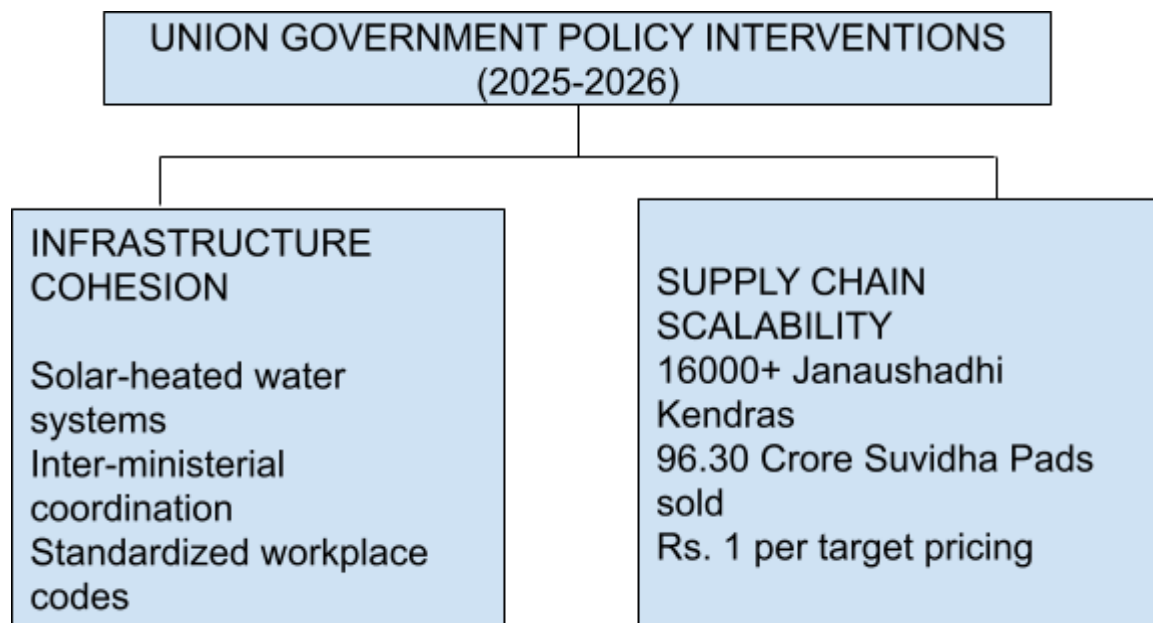 UNION GOVERNMENT POLICY INTERVENTIONS
(2025-2026)
INFRASTRUCTURE
COHESION
Solar-heated water
systems
Inter-ministerial
coordination
Standardized workplace
codes
SUPPLY CHAIN
SCALABILITY
16000+ Janaushadhi
Kendras
96.30 Crore Suvidha Pads
sold
Rs. 1 per target pricing